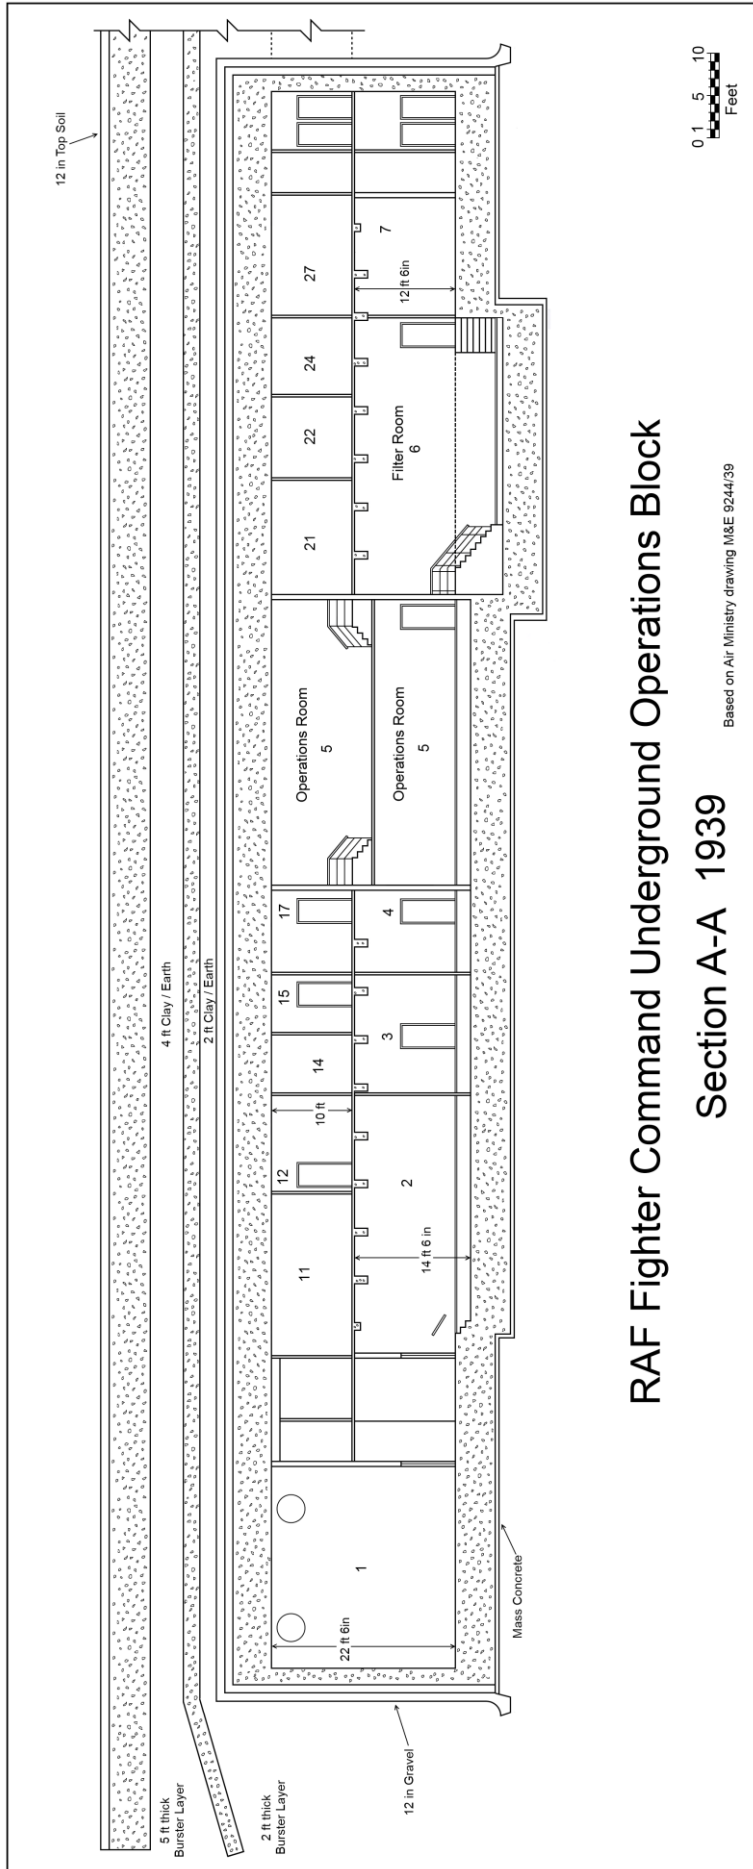 12 in Top Soil
5 ft thick
Burster Layer
4 ft Clay / Earth
2 ft thick
Burster Layer
2 ft Clay / Earth
12 in Gravel
Mass Concrete
1
22 ft 6in
11
12
10 ft
14
15
17
2
14 ft 6 in
3
4
Operations Room
5
Operations Room
5
21
22
24
27
Filter Room
6
7
12 ft 6in
RAF Fighter Command Underground Operations Block
Section A-A 1939
Based on Air Ministry drawing M&E 9244/39
0 1 5 10
Feet